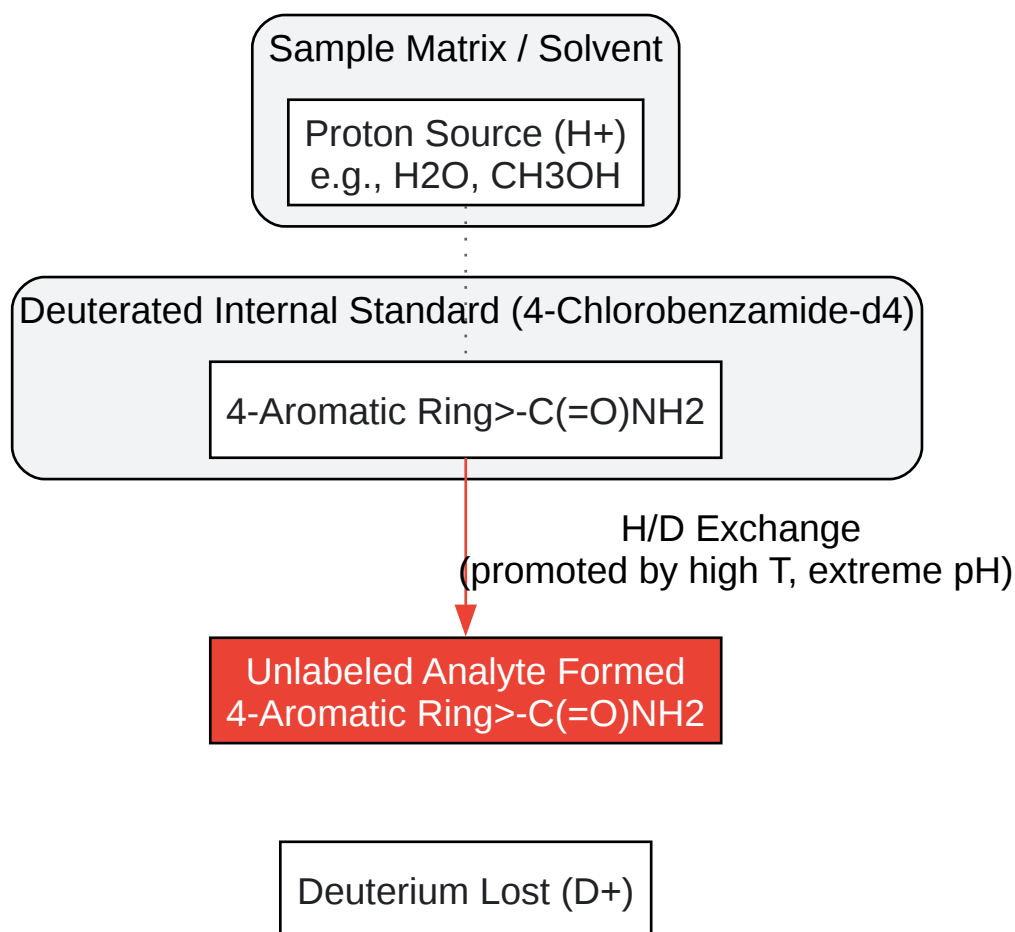 Sample Matrix / Solvent
Proton Source (H+)
e.g., H2O, CH3OH
Deuterated Internal Standard (4-Chlorobenzamide-d4)
4-Aromatic Ring>-C(=O)NH2
H/D Exchange
(promoted by high T, extreme pH)
Unlabeled Analyte Formed
4-Aromatic Ring>-C(=O)NH2
Deuterium Lost (D+)